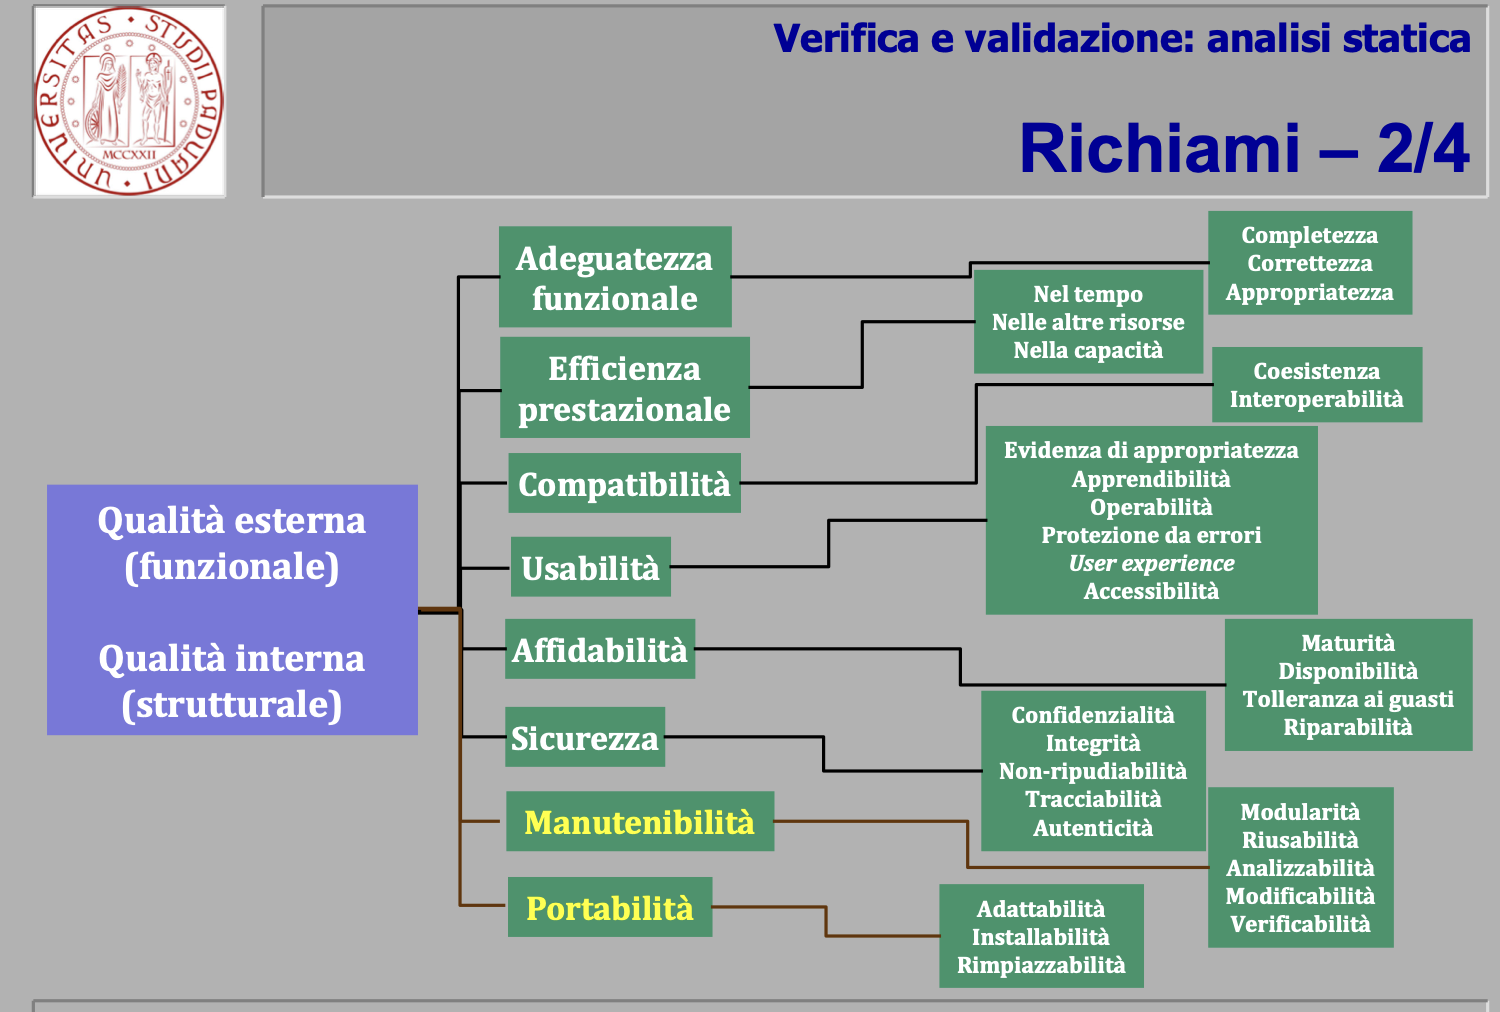 UNIVERSITAS STUDII PADUANI
MCCXXII
Verifica e validazione: analisi statica
Richiami – 2/4
Qualità esterna
(funzionale)
Qualità interna
(strutturale)
Adeguatezza
funzionale
Completezza
Correttezza
Appropriatezza
Efficienza
prestazionale
Nel tempo
Nelle altre risorse
Nella capacità
Compatibilità
Coesistenza
Interoperabilità
Usabilità
Evidenza di appropriatezza
Apprendibilità
Operabilità
Protezione da errori
User experience
Accessibilità
Affidabilità
Maturità
Disponibilità
Tolleranza ai guasti
Riparabilità
Sicurezza
Confidenzialità
Integrità
Non-ripudiabilità
Tracciabilità
Autenticità
Manutenibilità
Modularità
Riusabilità
Analizzabilità
Modificabilità
Verificabilità
Portabilità
Adattabilità
Installabilità
Rimpiazzabilità